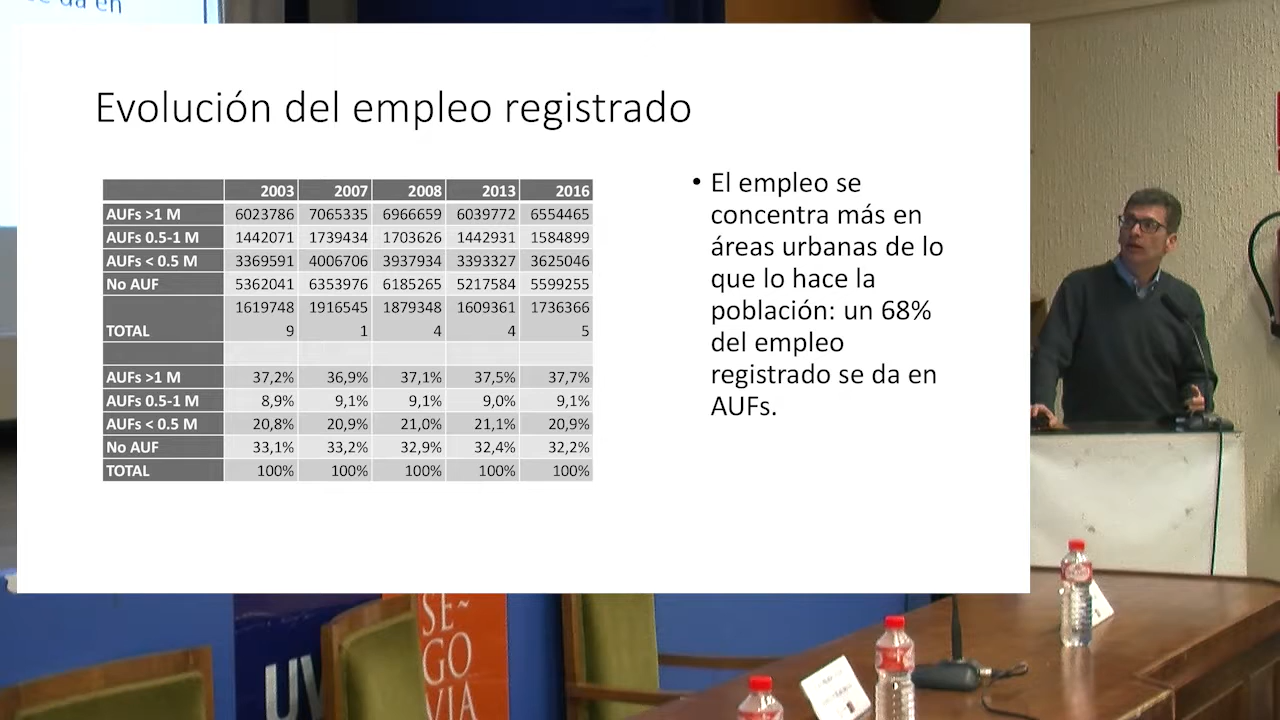 se da en
Evolución del empleo registrado
2003 2007 2008 2013 2016
AUFs >1 M 6023786 7065335 6966659 6039772 6554465
AUFs 0.5-1 M 1442071 1739434 1703626 1442931 1584899
AUFs < 0.5 M 3369591 4006706 3937934 3393327 3625046
No AUF 5362041 6353976 6185265 5217584 5599255
1619748 1916545 1879348 1609361 1736366
TOTAL 9 1 4 4 5
AUFs >1 M 37,2% 36,9% 37,1% 37,5% 37,7%
AUFs 0.5-1 M 8,9% 9,1% 9,1% 9,0% 9,1%
AUFs < 0.5 M 20,8% 20,9% 21,0% 21,1% 20,9%
No AUF 33,1% 33,2% 32,9% 32,4% 32,2%
TOTAL 100% 100% 100% 100% 100%
• El empleo se
concentra más en
áreas urbanas de lo
que lo hace la
población: un 68%
del empleo
registrado se da en
AUFs.
SE~
GO
VIA